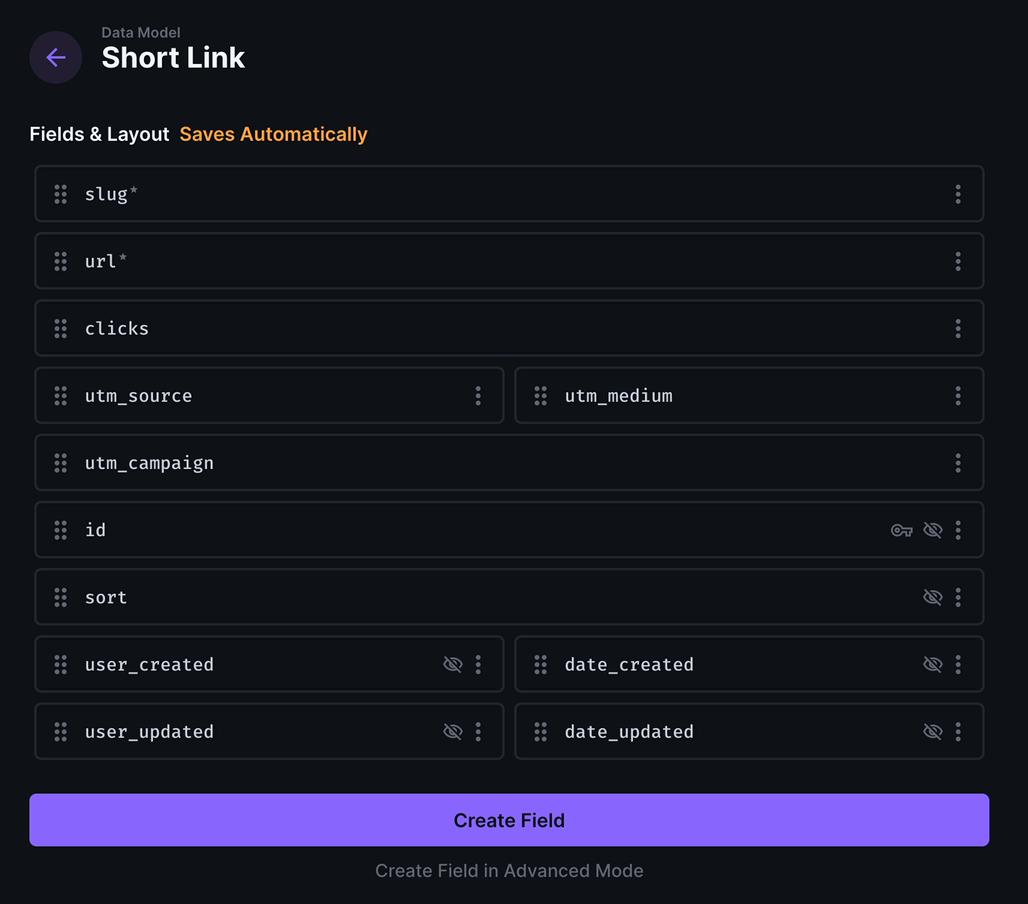 Data Model
Short Link
Fields & Layout Saves Automatically
slug*
url*
clicks
utm_source
utm_medium
utm_campaign
id
sort
user_created
date_created
user_updated
date_updated
Create Field
Create Field in Advanced Mode